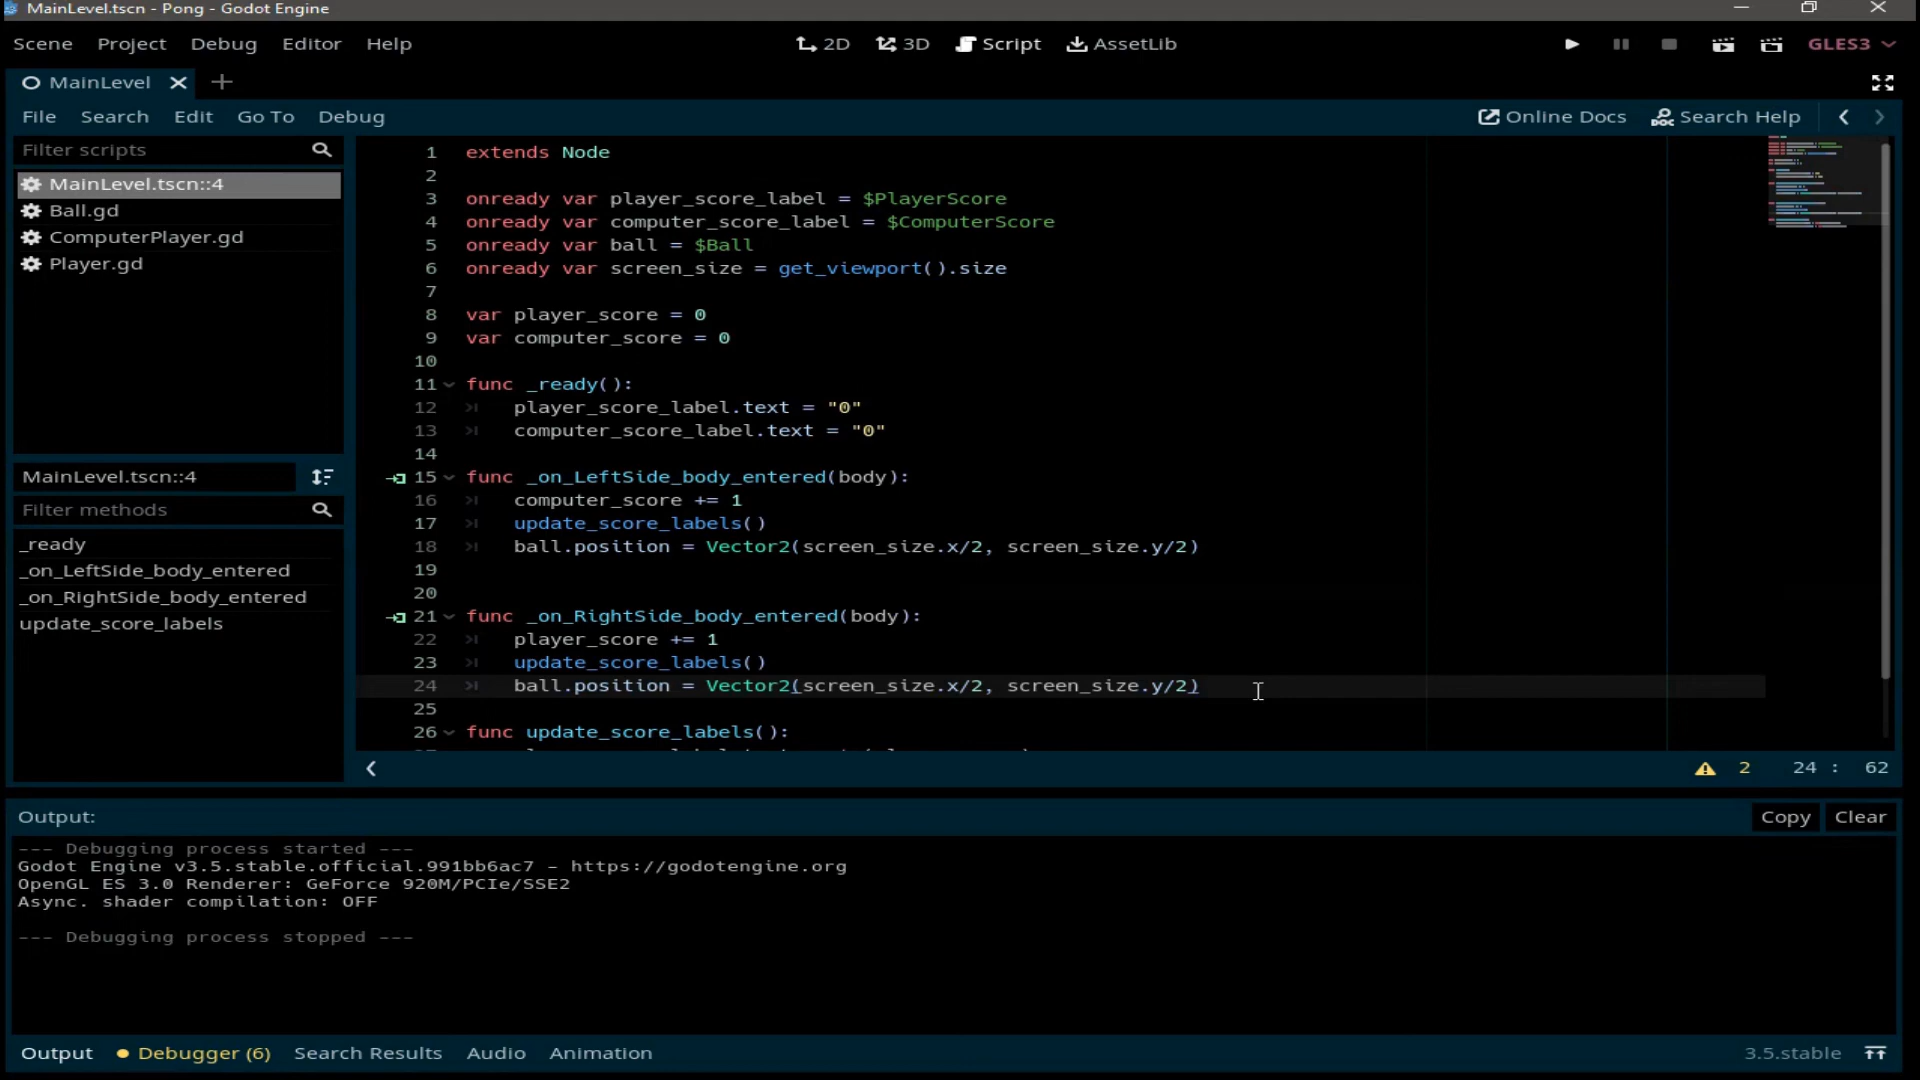 MainLevel.tscn - Pong - Godot Engine
Scene Project Debug Editor Help 2D 3D Script AssetLib GLES3
MainLevel
File Search Edit Go To Debug Online Docs Search Help
Filter scripts
MainLevel.tscn::4
Ball.gd
ComputerPlayer.gd
Player.gd
MainLevel.tscn::4
Filter methods
_ready
_on_LeftSide_body_entered
_on_RightSide_body_entered
update_score_labels
1 extends Node
2
3 onready var player_score_label = $PlayerScore
4 onready var computer_score_label = $ComputerScore
5 onready var ball = $Ball
6 onready var screen_size = get_viewport().size
7
8 var player_score = 0
9 var computer_score = 0
10
11 func _ready():
12 player_score_label.text = "0"
13 computer_score_label.text = "0"
14
15 func _on_LeftSide_body_entered(body):
16 computer_score += 1
17 update_score_labels()
18 ball.position = Vector2(screen_size.x/2, screen_size.y/2)
19
20
21 func _on_RightSide_body_entered(body):
22 player_score += 1
23 update_score_labels()
24 ball.position = Vector2(screen_size.x/2, screen_size.y/2)
25
26 func update_score_labels():
2 24 : 62
Output: Copy Clear
--- Debugging process started ---
Godot Engine v3.5.stable.official.991bb6ac7 - https://godotengine.org
OpenGL ES 3.0 Renderer: GeForce 920M/PCIe/SSE2
Async. shader compilation: OFF
--- Debugging process stopped ---
Output Debugger (6) Search Results Audio Animation 3.5.stable